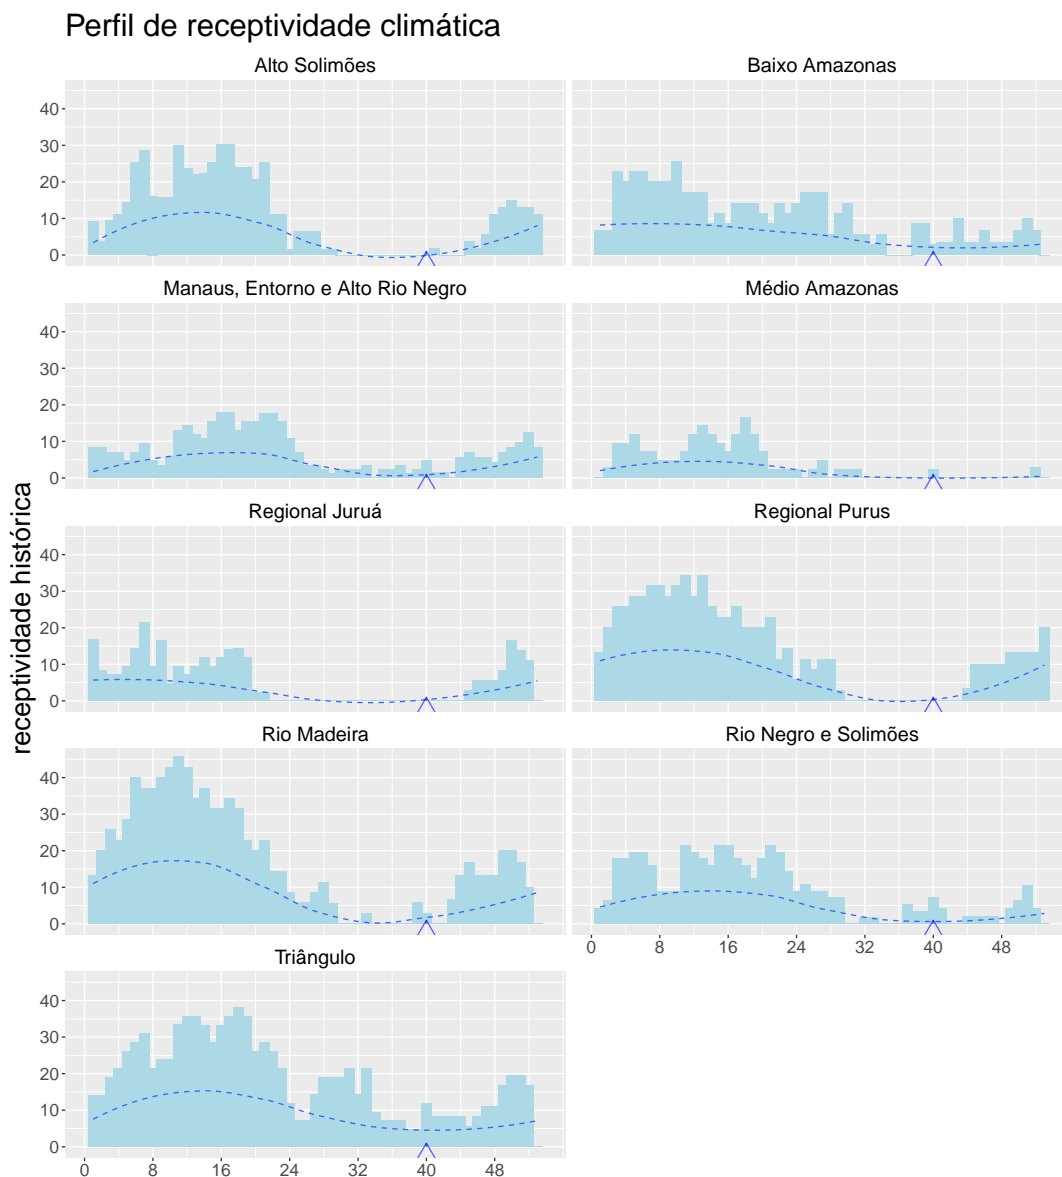 Perfil de receptividade climática
Alto Solimões
Baixo Amazonas
40
30
20
10
0
Manaus, Entorno e Alto Rio Negro
Médio Amazonas
40
30
20
10
0
receptividade histórica
Regional Juruá
Regional Purus
40
30
20
10
0
Rio Madeira
Rio Negro e Solimões
40
30
20
10
0
0 8 16 24 32 40 48
Triângulo
40
30
20
10
0
0 8 16 24 32 40 48